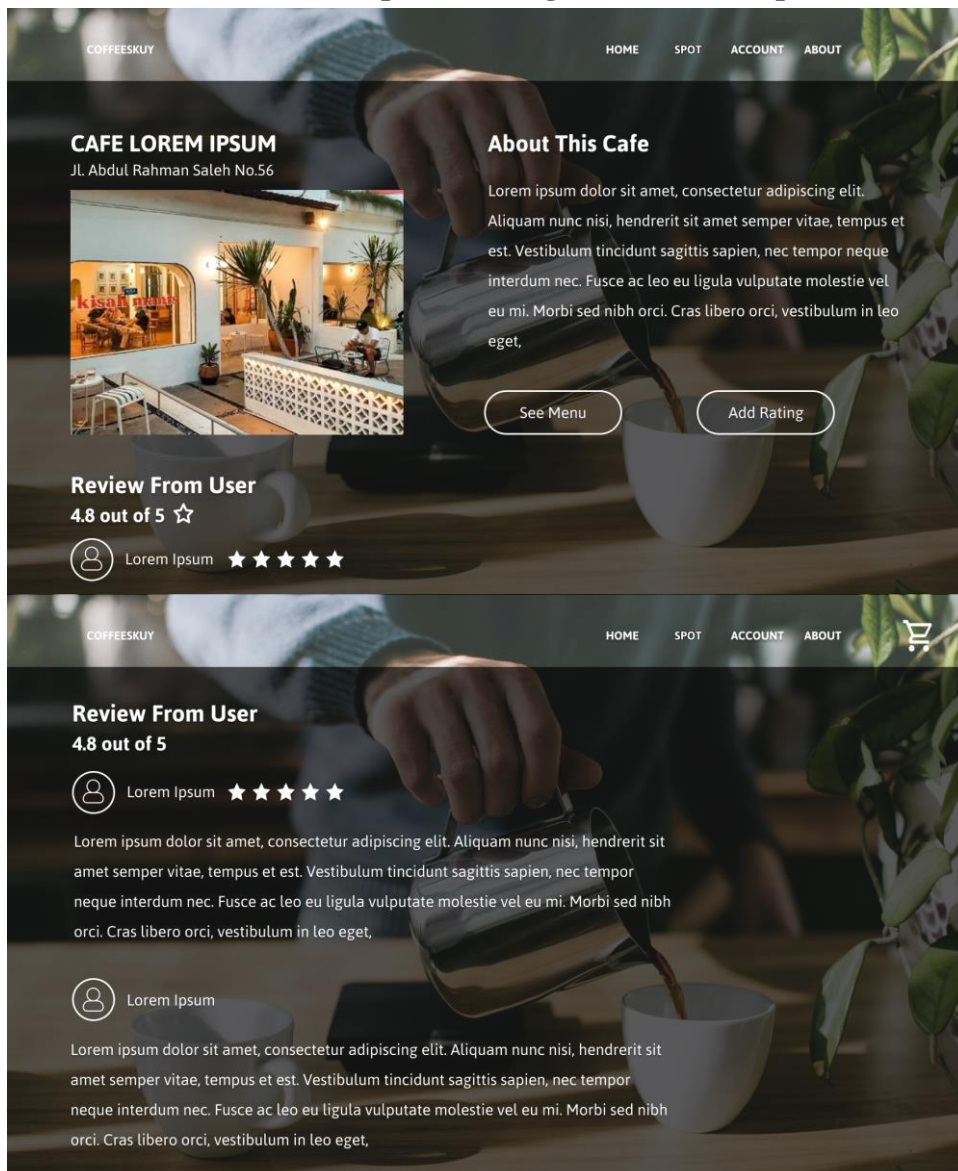 COFFEESKUY
HOME SPOT ACCOUNT ABOUT
CAFE LOREM IPSUM
Jl. Abdul Rahman Saleh No.56
kisah manis
About This Cafe
Lorem ipsum dolor sit amet, consectetur adipiscing elit.
Aliquam nunc nisi, hendrerit sit amet semper vitae, tempus et
est. Vestibulum tincidunt sagittis sapien, nec tempor neque
interdum nec. Fusce ac leo eu ligula vulputate molestie vel
eu mi. Morbi sed nibh orci. Cras libero orci, vestibulum in leo
eget,
See Menu
Add Rating
Review From User
4.8 out of 5
Lorem Ipsum
COFFEESKUY
HOME SPOT ACCOUNT ABOUT
Review From User
4.8 out of 5
Lorem Ipsum
Lorem ipsum dolor sit amet, consectetur adipiscing elit. Aliquam nunc nisi, hendrerit sit
amet semper vitae, tempus et est. Vestibulum tincidunt sagittis sapien, nec tempor
neque interdum nec. Fusce ac leo eu ligula vulputate molestie vel eu mi. Morbi sed nibh
orci. Cras libero orci, vestibulum in leo eget,
Lorem Ipsum
Lorem ipsum dolor sit amet, consectetur adipiscing elit. Aliquam nunc nisi, hendrerit sit
amet semper vitae, tempus et est. Vestibulum tincidunt sagittis sapien, nec tempor
neque interdum nec. Fusce ac leo eu ligula vulputate molestie vel eu mi. Morbi sed nibh
orci. Cras libero orci, vestibulum in leo eget,